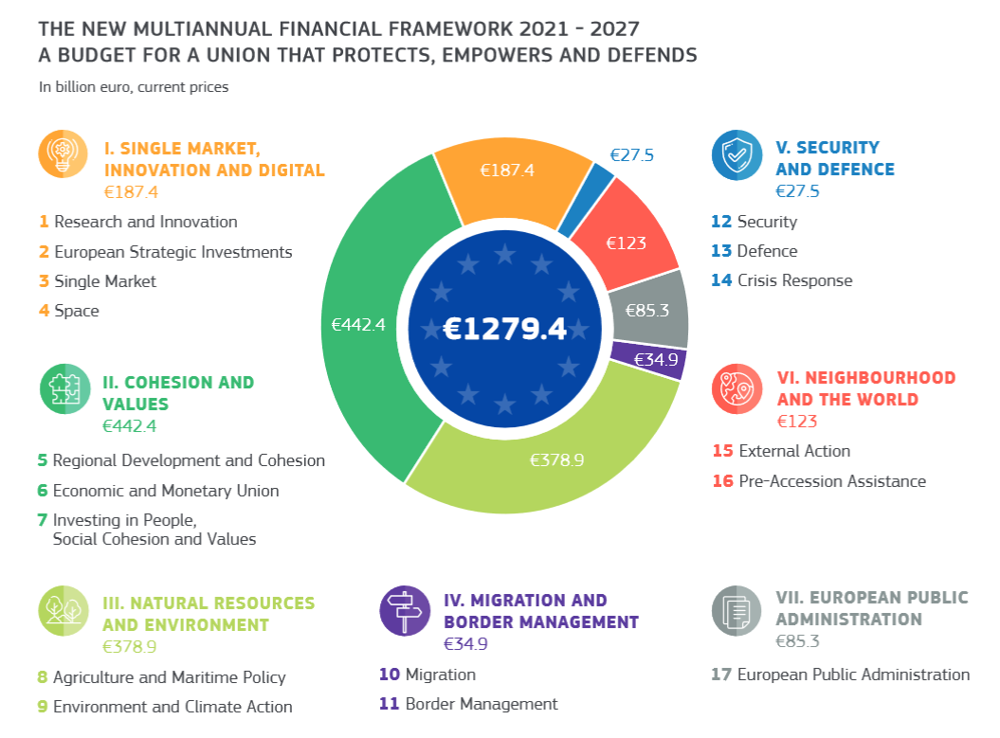 THE NEW MULTIANNUAL FINANCIAL FRAMEWORK 2021 - 2027
A BUDGET FOR A UNION THAT PROTECTS, EMPOWERS AND DEFENDS
In billion euro, current prices
I. SINGLE MARKET,
INNOVATION AND DIGITAL
€187.4
1 Research and Innovation
2 European Strategic Investments
3 Single Market
4 Space
II. COHESION AND
VALUES
€442.4
5 Regional Development and Cohesion
6 Economic and Monetary Union
7 Investing in People,
Social Cohesion and Values
€187.4
€27.5
€123
€85.3
€34.9
€378.9
€442.4
€1279.4
V. SECURITY
AND DEFENCE
€27.5
12 Security
13 Defence
14 Crisis Response
VI. NEIGHBOURHOOD
AND THE WORLD
€123
15 External Action
16 Pre-Accession Assistance
III. NATURAL RESOURCES
AND ENVIRONMENT
€378.9
8 Agriculture and Maritime Policy
9 Environment and Climate Action
IV. MIGRATION AND
BORDER MANAGEMENT
€34.9
10 Migration
11 Border Management
VII. EUROPEAN PUBLIC
ADMINISTRATION
€85.3
17 European Public Administration